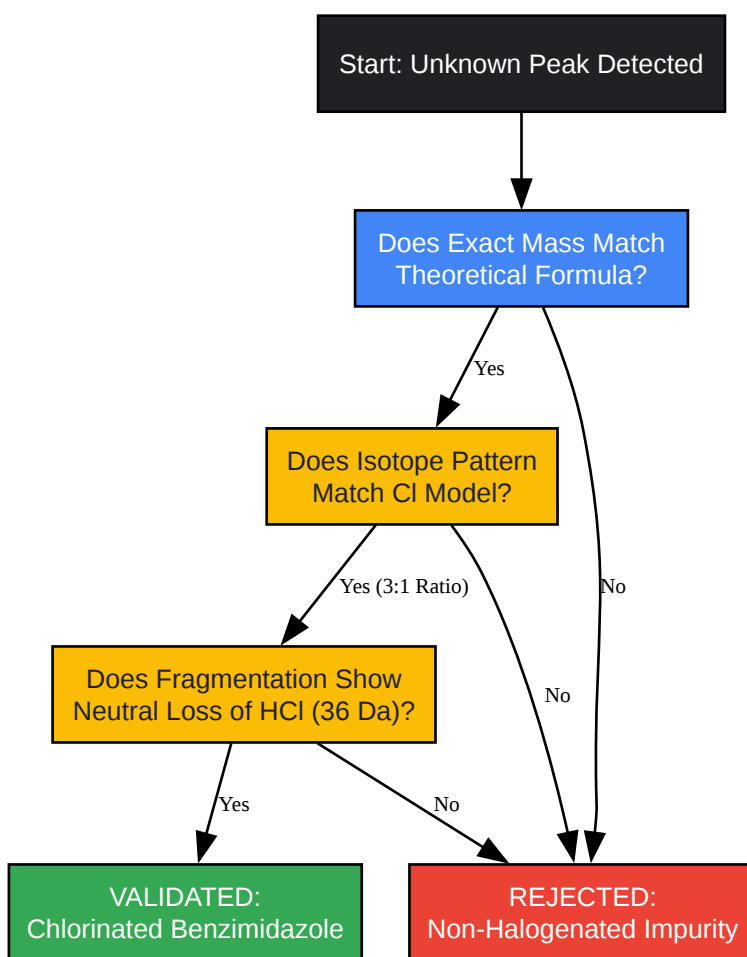 Start: Unknown Peak Detected
Does Exact Mass Match
Theoretical Formula?
Yes
Does Isotope Pattern
Match Cl Model?
Yes (3:1 Ratio)
No
Does Fragmentation Show
Neutral Loss of HCl (36 Da)?
No
Yes
No
VALIDATED:
Chlorinated Benzimidazole
REJECTED:
Non-Halogenated Impurity